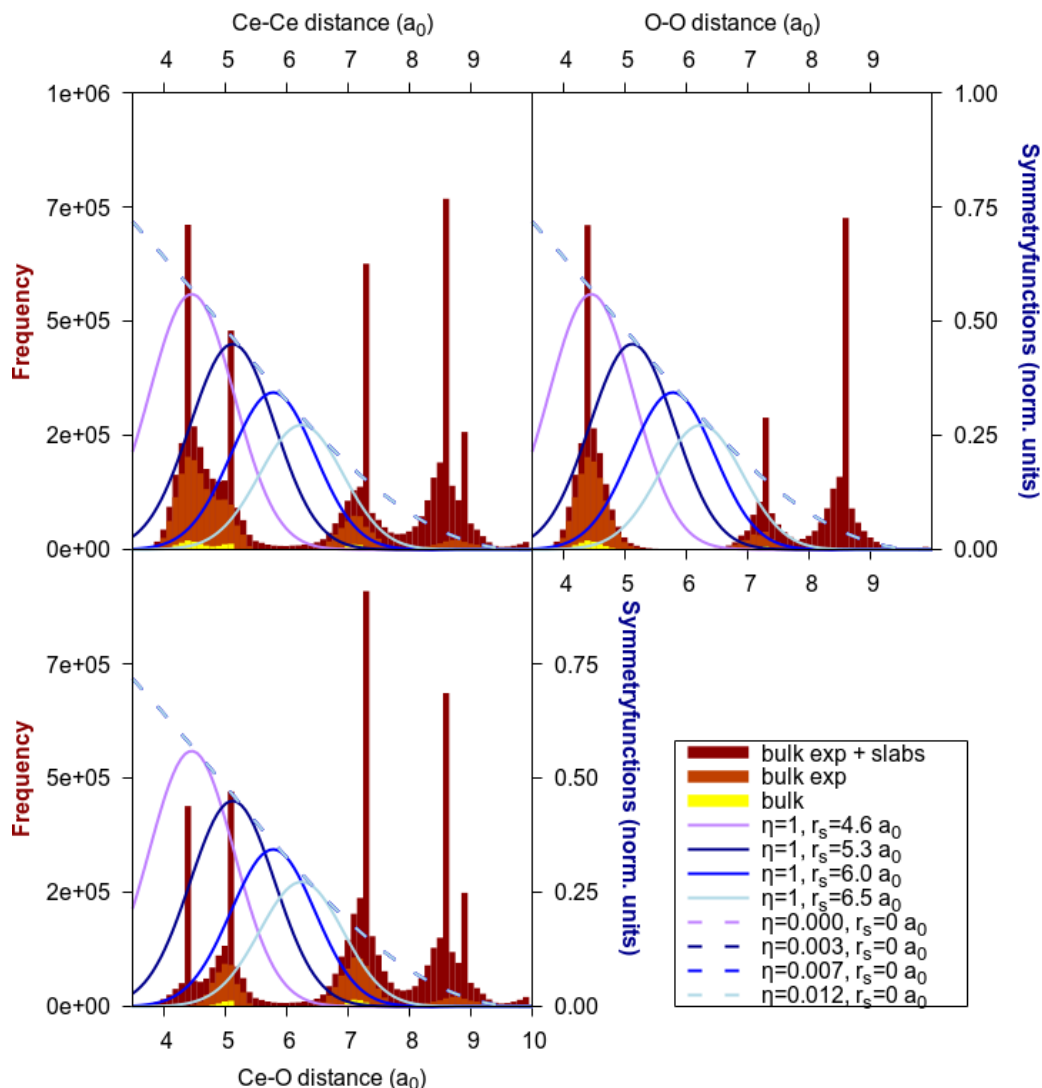 Ce-Ce distance (a0) O-O distance (a0)
4 5 6 7 8 9 4 5 6 7 8 9
1e+06 1.00
7e+05 0.75
5e+05 0.50
2e+05 0.25
0e+00 0.00
Frequency
Symmetryfunctions (norm. units)
4 5 6 7 8 9
7e+05 0.75
5e+05 0.50
2e+05 0.25
0e+00 0.00
Frequency
Symmetryfunctions (norm. units)
4 5 6 7 8 9 10
Ce-O distance (a0)
bulk exp + slabs
bulk exp
bulk
η=1, rs=4.6 a0
η=1, rs=5.3 a0
η=1, rs=6.0 a0
η=1, rs=6.5 a0
η=0.000, rs=0 a0
η=0.003, rs=0 a0
η=0.007, rs=0 a0
η=0.012, rs=0 a0